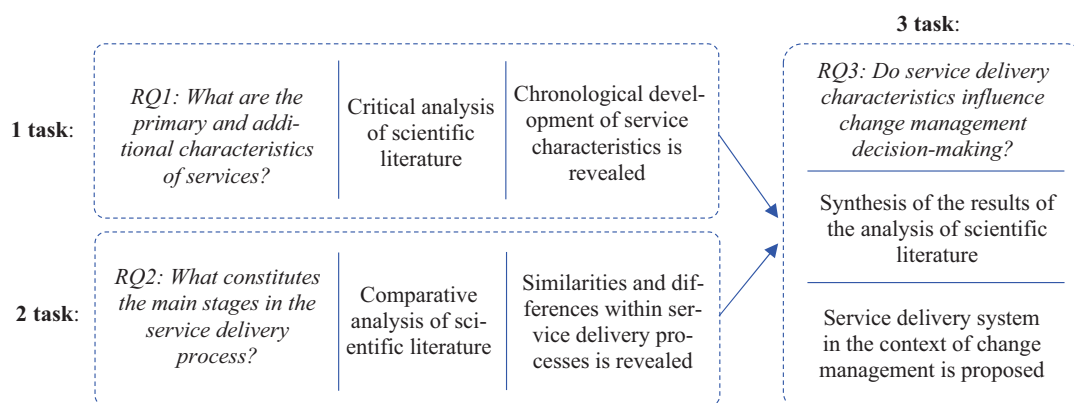 3 task:
1 task:
RQ1: What are the
primary and addi-
tional characteristics
of services?
Critical analysis
of scientific
literature
Chronological devel-
opment of service
characteristics is
revealed
2 task:
RQ2: What constitutes
the main stages in the
service delivery
process?
Comparative
analysis of sci-
entific literature
Similarities and dif-
ferences within ser-
vice delivery pro-
cesses is revealed
RQ3: Do service delivery
characteristics influence
change management
decision-making?
Synthesis of the results of
the analysis of scientific
literature
Service delivery system
in the context of change
management is proposed